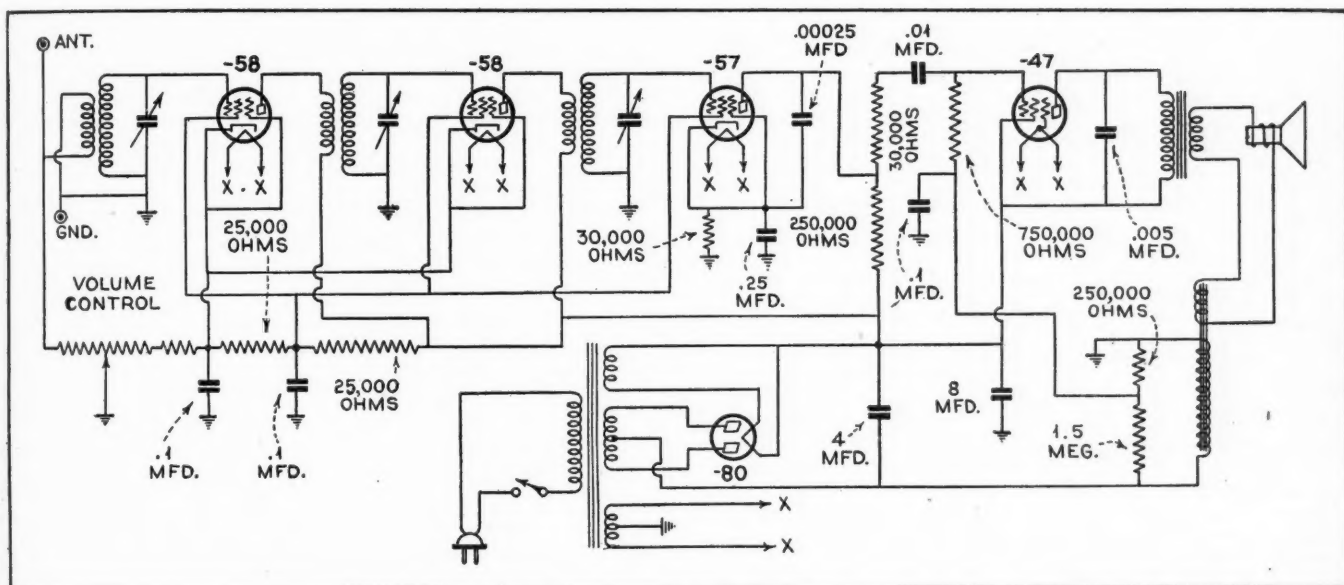 ANT.
GND.
VOLUME
CONTROL
-58
X X
25,000
OHMS
-58
X X
-57
X X
30,000
OHMS
.25
MFD.
.00025
MFD
250,000
OHMS
.01
MFD.
30,000
OHMS
.1
MFD.
-47
X X
750,000
OHMS
.005
MFD.
250,000
OHMS
1.5
MEG.
8
MFD.
4
MFD.
.1
MFD.
.1
MFD.
25,000
OHMS
-80
X
X